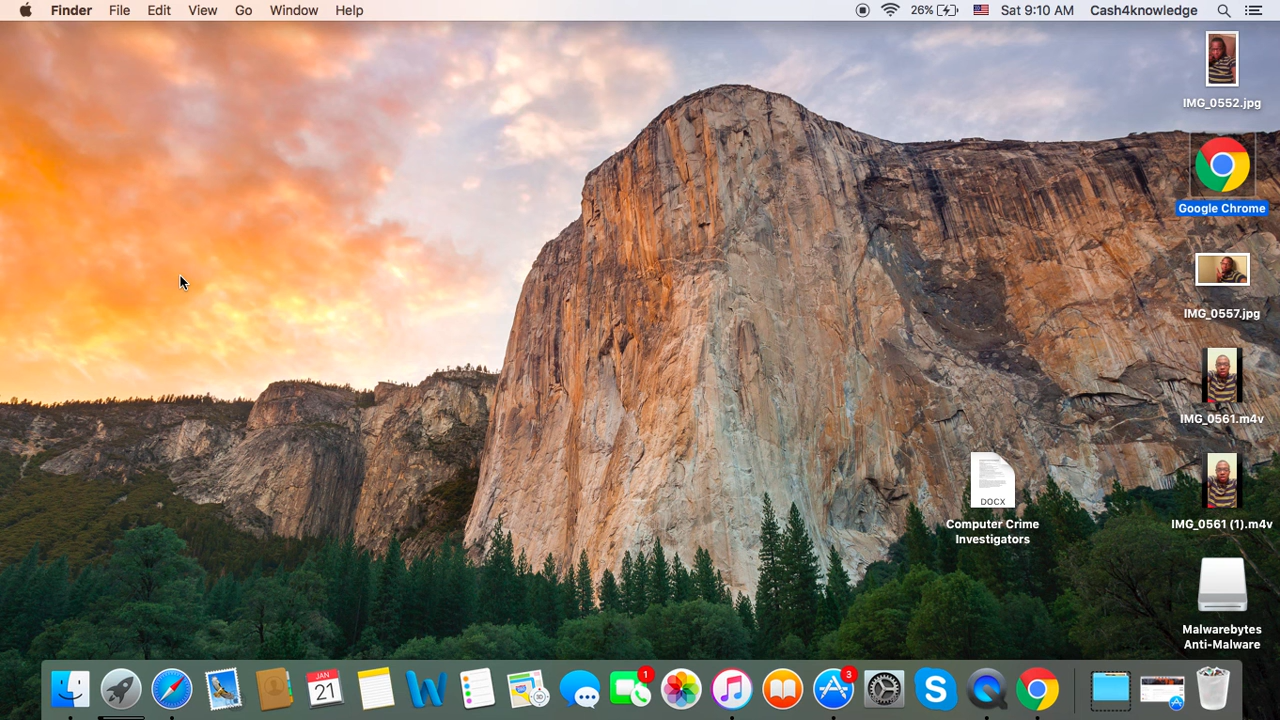 Finder File Edit View Go Window Help
26% Sat 9:10 AM Cash4knowledge
IMG_0552.jpg
Google Chrome
IMG_0557.jpg
IMG_0561.m4v
DOCX
Computer Crime
Investigators
IMG_0561 (1).m4v
Malwarebytes
Anti-Malware
JAN
21
3D
1
3